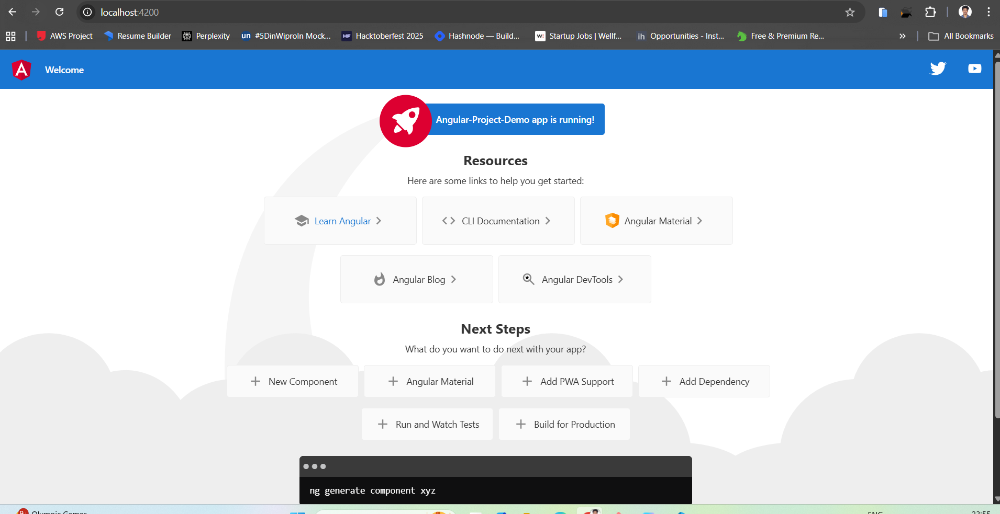 localhost:4200
AWS Project
Resume Builder
Perplexity
un #5DinWiproIn Mock...
HF Hacktoberfest 2025
Hashnode — Build...
w: Startup Jobs | Wellf...
ih Opportunities - Inst...
Free & Premium Re...
All Bookmarks
A Welcome
Angular-Project-Demo app is running!
Resources
Here are some links to help you get started:
Learn Angular
CLI Documentation
Angular Material
Angular Blog
Angular DevTools
Next Steps
What do you want to do next with your app?
New Component
Angular Material
Add PWA Support
Add Dependency
Run and Watch Tests
Build for Production
ng generate component xyz
Olympic Games
ENG
23:55